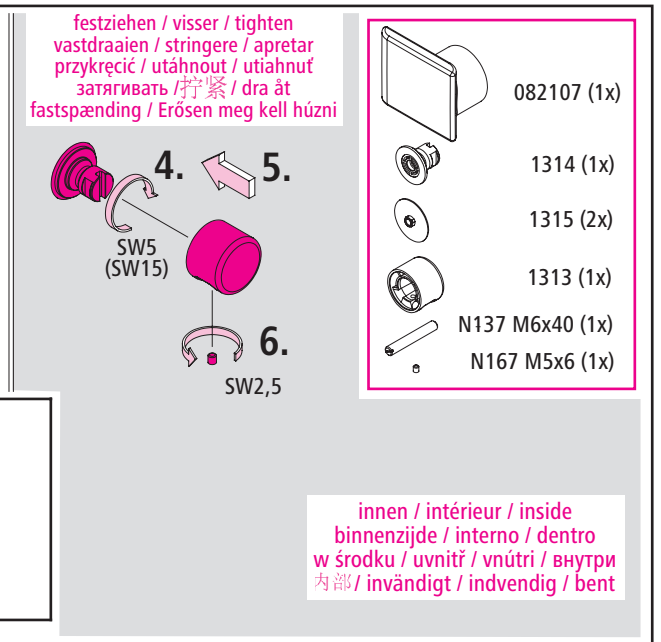 festziehen / visser / tighten
vastdraaien / stringere / apretar
przykręcić / utáhnout / utiahnuť
затягивать /拧紧 / dra åt
fastspænding / Erősen meg kell húzni
4.
5.
SW5
(SW15)
6.
SW2,5
082107 (1x)
1314 (1x)
1315 (2x)
1313 (1x)
N137 M6x40 (1x)
N167 M5x6 (1x)
innen / intérieur / inside
binnenzijde / interno / dentro
w środku / uvnitř / vnútri / внутри
内部 / invändigt / indvendig / bent